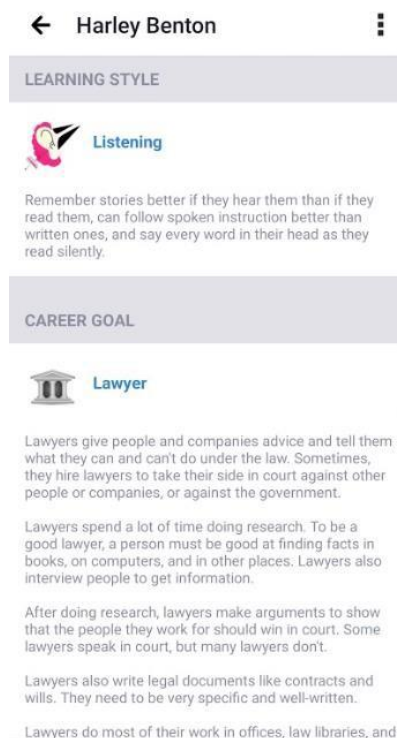 Harley Benton
LEARNING STYLE
Listening
Remember stories better if they hear them than if they
read them, can follow spoken instruction better than
written ones, and say every word in their head as they
read silently.
CAREER GOAL
Lawyer
Lawyers give people and companies advice and tell them
what they can and can't do under the law. Sometimes,
they hire lawyers to take their side in court against other
people or companies, or against the government.
Lawyers spend a lot of time doing research. To be a
good lawyer, a person must be good at finding facts in
books, on computers, and in other places. Lawyers also
interview people to get information.
After doing research, lawyers make arguments to show
that the people they work for should win in court. Some
lawyers speak in court, but many lawyers don't.
Lawyers also write legal documents like contracts and
wills. They need to be very specific and well-written.
Lawyers do most of their work in offices, law libraries, and